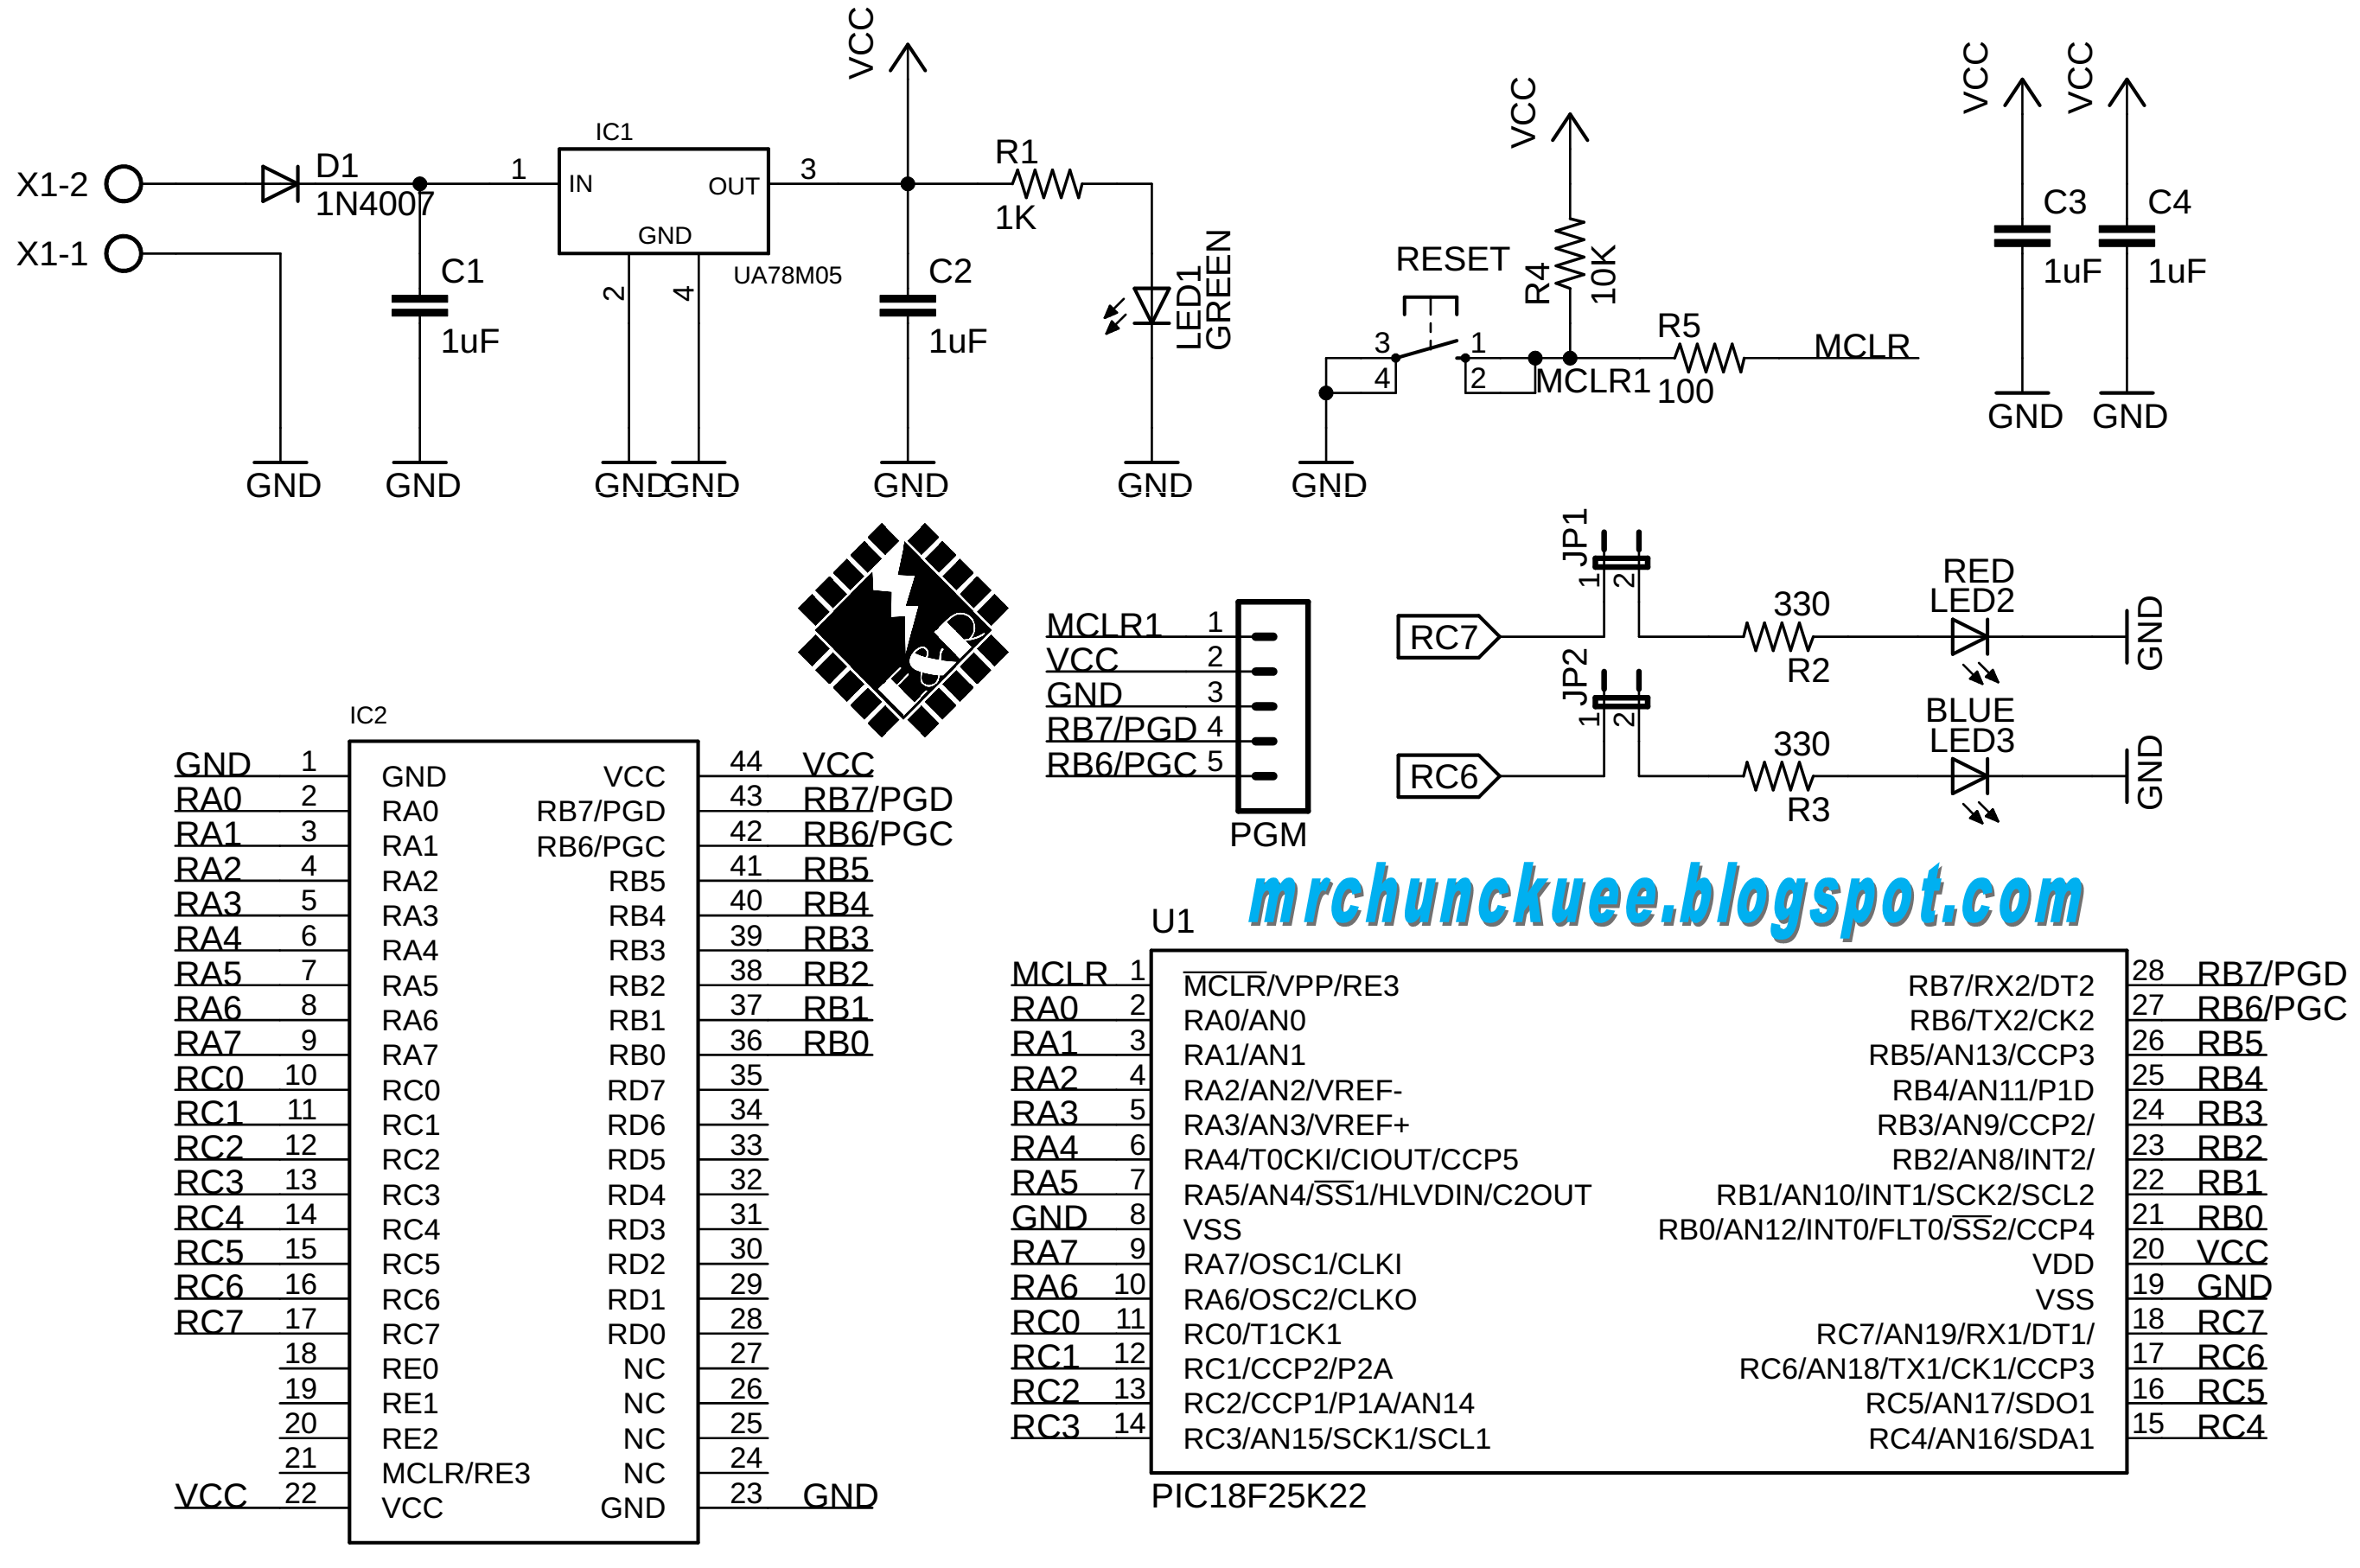 VCC
X1-2
D1
1N4007
X1-1
C1
1uF
IC1
1
IN
OUT
3
GND
UA78M05
2
4
R1
1K
C2
1uF
LED1
GREEN
GND
GND
GND
GND
GND
GND
VCC
RESET
R4
10K
3
1
4
2
MCLR1
R5
100
MCLR
GND
VCC
VCC
C3
1uF
C4
1uF
GND
GND
MCLR1 1
VCC 2
GND 3
RB7/PGD 4
RB6/PGC 5
PGM
JP1
1
2
RC7
330
R2
RED
LED2
GND
JP2
1
2
RC6
330
R3
BLUE
LED3
GND
mrchunckuee.blogspot.com
IC2
GND 1 GND VCC 44 VCC
RA0 2 RA0 RB7/PGD 43 RB7/PGD
RA1 3 RA1 RB6/PGC 42 RB6/PGC
RA2 4 RA2 RB5 41 RB5
RA3 5 RA3 RB4 40 RB4
RA4 6 RA4 RB3 39 RB3
RA5 7 RA5 RB2 38 RB2
RA6 8 RA6 RB1 37 RB1
RA7 9 RA7 RB0 36 RB0
RC0 10 RC0 RD7 35
RC1 11 RC1 RD6 34
RC2 12 RC2 RD5 33
RC3 13 RC3 RD4 32
RC4 14 RC4 RD3 31
RC5 15 RC5 RD2 30
RC6 16 RC6 RD1 29
RC7 17 RC7 RD0 28
18 RE0 NC 27
19 RE1 NC 26
20 RE2 NC 25
21 MCLR/RE3 NC 24
VCC 22 VCC GND 23 GND
U1
MCLR 1 MCLR/VPP/RE3 RB7/RX2/DT2 28 RB7/PGD
RA0 2 RA0/AN0 RB6/TX2/CK2 27 RB6/PGC
RA1 3 RA1/AN1 RB5/AN13/CCP3 26 RB5
RA2 4 RA2/AN2/VREF- RB4/AN11/P1D 25 RB4
RA3 5 RA3/AN3/VREF+ RB3/AN9/CCP2/ 24 RB3
RA4 6 RA4/T0CKI/CIOUT/CCP5 RB2/AN8/INT2/ 23 RB2
RA5 7 RA5/AN4/SS1/HLVDIN/C2OUT RB1/AN10/INT1/SCK2/SCL2 22 RB1
GND 8 VSS RB0/AN12/INT0/FLT0/SS2/CCP4 21 RB0
RA7 9 RA7/OSC1/CLKI VDD 20 VCC
RA6 10 RA6/OSC2/CLKO VSS 19 GND
RC0 11 RC0/T1CK1 RC7/AN19/RX1/DT1/ 18 RC7
RC1 12 RC1/CCP2/P2A RC6/AN18/TX1/CK1/CCP3 17 RC6
RC2 13 RC2/CCP1/P1A/AN14 RC5/AN17/SDO1 16 RC5
RC3 14 RC3/AN15/SCK1/SCL1 RC4/AN16/SDA1 15 RC4
PIC18F25K22